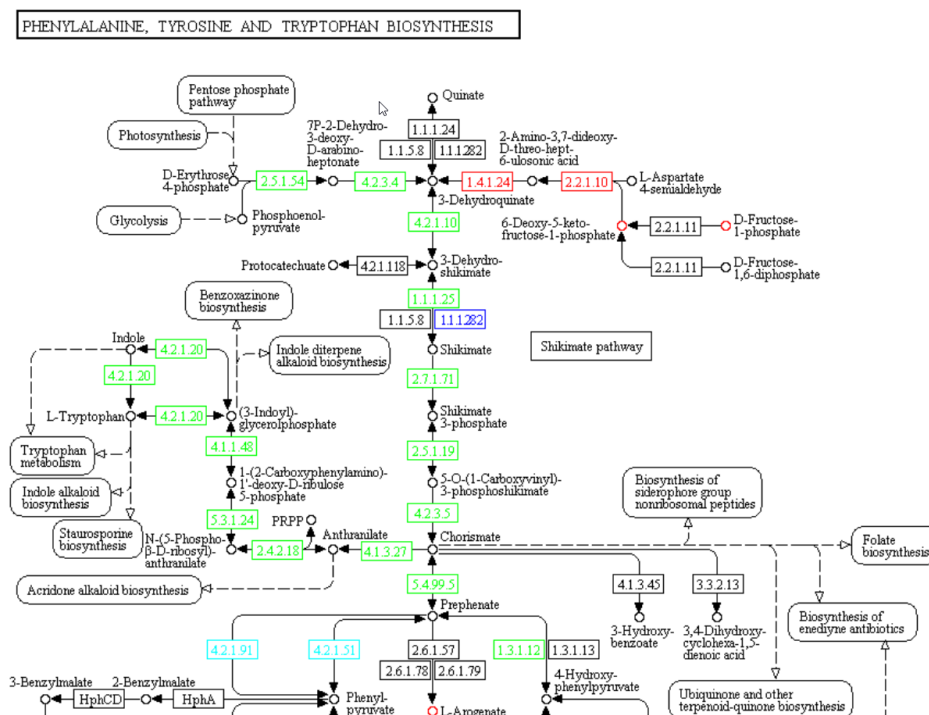 PHENYLALANINE, TYROSINE AND TRYPTOPHAN BIOSYNTHESIS
Pentose phosphate
pathway
Quinate
Photosynthesis
7P-2-Dehydro-
3-deoxy-
D-arabino-
heptonate
1.1.1.24
1.1.5.8
1.1.1.282
2-Amino-3,7-dideoxy-
D-threo-hept-
6-ulosonic acid
D-Erythrose
4-phosphate
2.5.1.54
4.2.3.4
1.4.1.24
2.2.1.10
L-Aspartate
4-semialdehyde
3-Dehydroquinate
Glycolysis
Phosphoenol-
pyruvate
4.2.1.10
6-Deoxy-5-keto-
fructose-1-phosphate
2.2.1.11
D-Fructose-
1-phosphate
Protocatechuate
4.2.1.118
3-Dehydro-
shikimate
2.2.1.11
D-Fructose-
1,6-diphosphate
Benzoxazinone
biosynthesis
1.1.1.25
1.1.5.8
1.1.1.282
Indole
4.2.1.20
Indole diterpene
alkaloid biosynthesis
Shikimate
Shikimate pathway
4.2.1.20
2.7.1.71
L-Tryptophan
4.2.1.20
(3-Indoyl)-
glycerolphosphate
Shikimate
3-phosphate
Tryptophan
metabolism
4.1.1.48
2.5.1.19
Indole alkaloid
biosynthesis
1-(2-Carboxyphenylamino)-
1'-deoxy-D-ribulose
5-phosphate
5-O-(1-Carboxyvinyl)-
3-phosphoshikimate
Biosynthesis of
siderophore group
nonribosomal peptides
Staurosporine
biosynthesis
5.3.1.24
PRPP
4.2.3.5
N-(5-Phospho-
β-D-ribosyl)-
anthranilate
2.4.2.18
Anthranilate
4.1.3.27
Chorismate
Folate
biosynthesis
Acridone alkaloid biosynthesis
5.4.99.5
4.1.3.45
3.3.2.13
Prephenate
3-Hydroxy-
benzoate
3,4-Dihydroxy-
cyclohexa-1,5-
dienoic acid
Biosynthesis of
enediyne antibiotics
4.2.1.91
4.2.1.51
2.6.1.57
1.3.1.12
1.3.1.13
2.6.1.78
2.6.1.79
3-Benzylmalate
2-Benzylmalate
HphCD
HphA
Phenyl-
pyruvate
L-Arogenate
4-Hydroxy-
phenylpyruvate
Ubiquinone and other
terpenoid-quinone biosynthesis